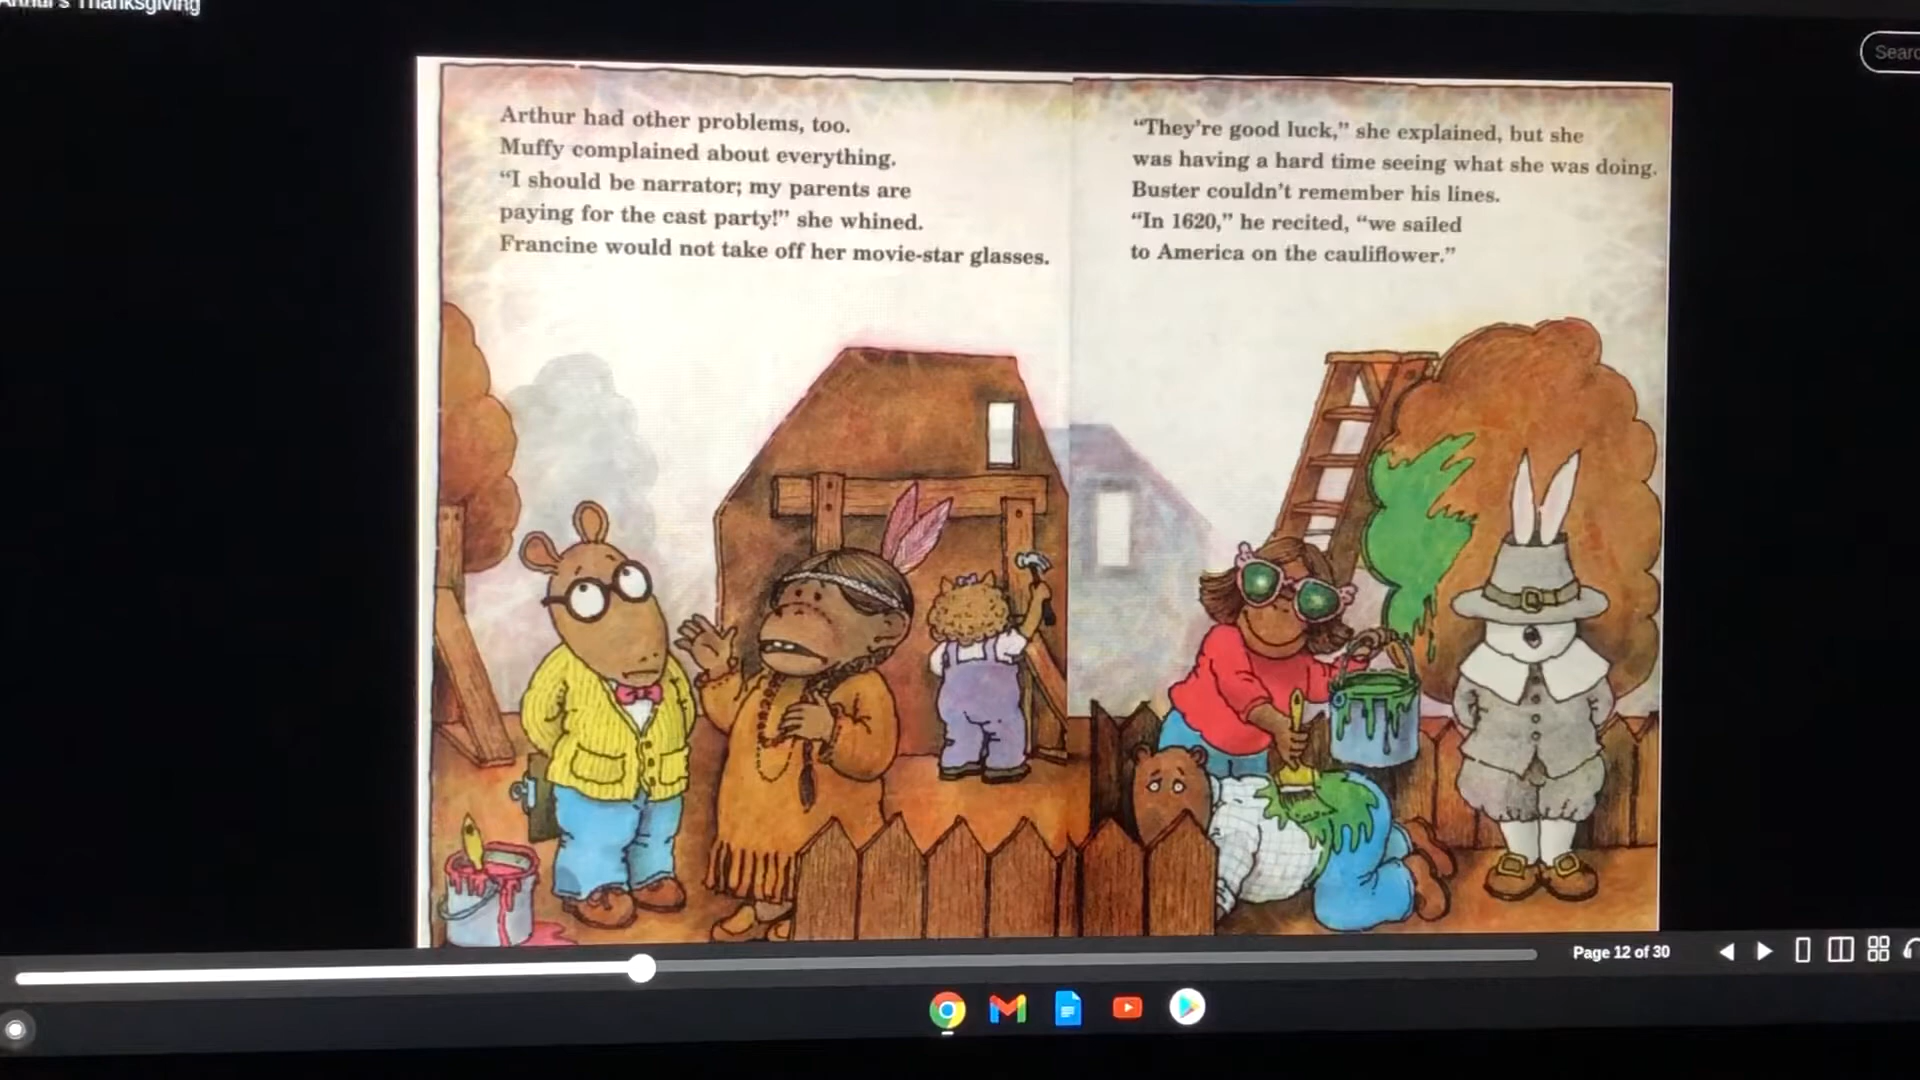 Arthur's Thanksgiving
Searc
Arthur had other problems, too.
Muffy complained about everything.
“I should be narrator; my parents are
paying for the cast party!” she whined.
Francine would not take off her movie-star glasses.
“They’re good luck,” she explained, but she
was having a hard time seeing what she was doing.
Buster couldn’t remember his lines.
“In 1620,” he recited, “we sailed
to America on the cauliflower.”
Page 12 of 30